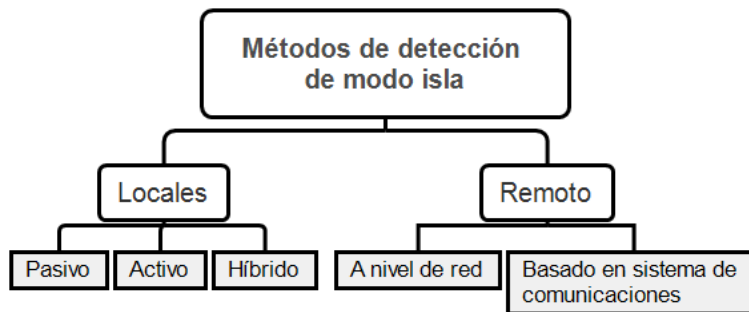 Métodos de detección
de modo isla
Locales
Remoto
Pasivo
Activo
Híbrido
A nivel de red
Basado en sistema de
comunicaciones